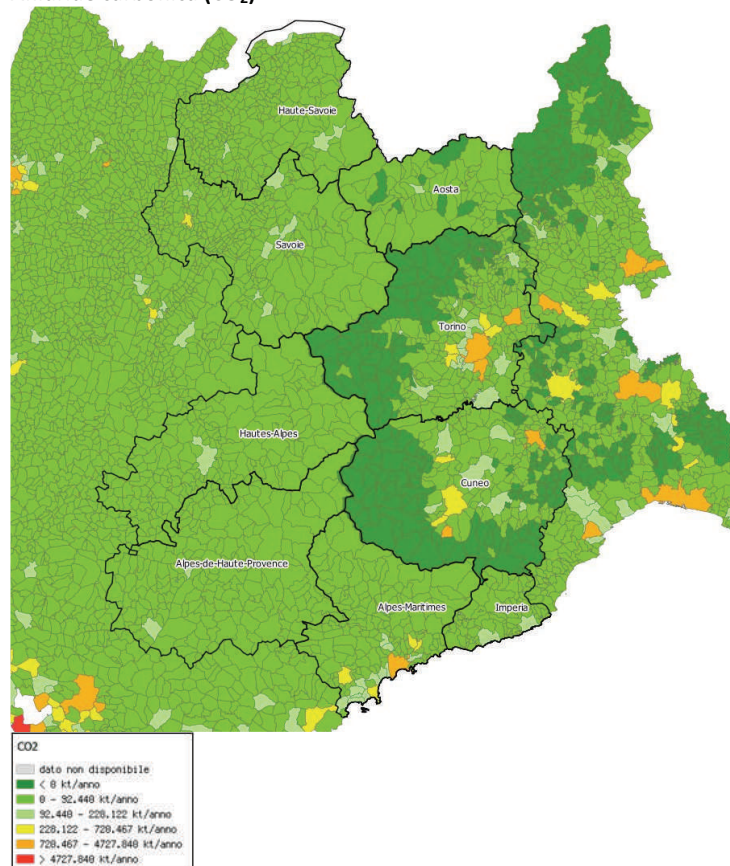 Haute-Savoie
Aosta
Savoie
Torino
Hautes-Alpes
Cuneo
Alpes-de-Haute-Provence
Alpes-Maritimes
Imperia
CO2
dato non disponibile
< 0 kt/anno
0 - 92.440 kt/anno
92.440 - 228.122 kt/anno
228.122 - 728.467 kt/anno
728.467 - 4727.840 kt/anno
> 4727.840 kt/anno